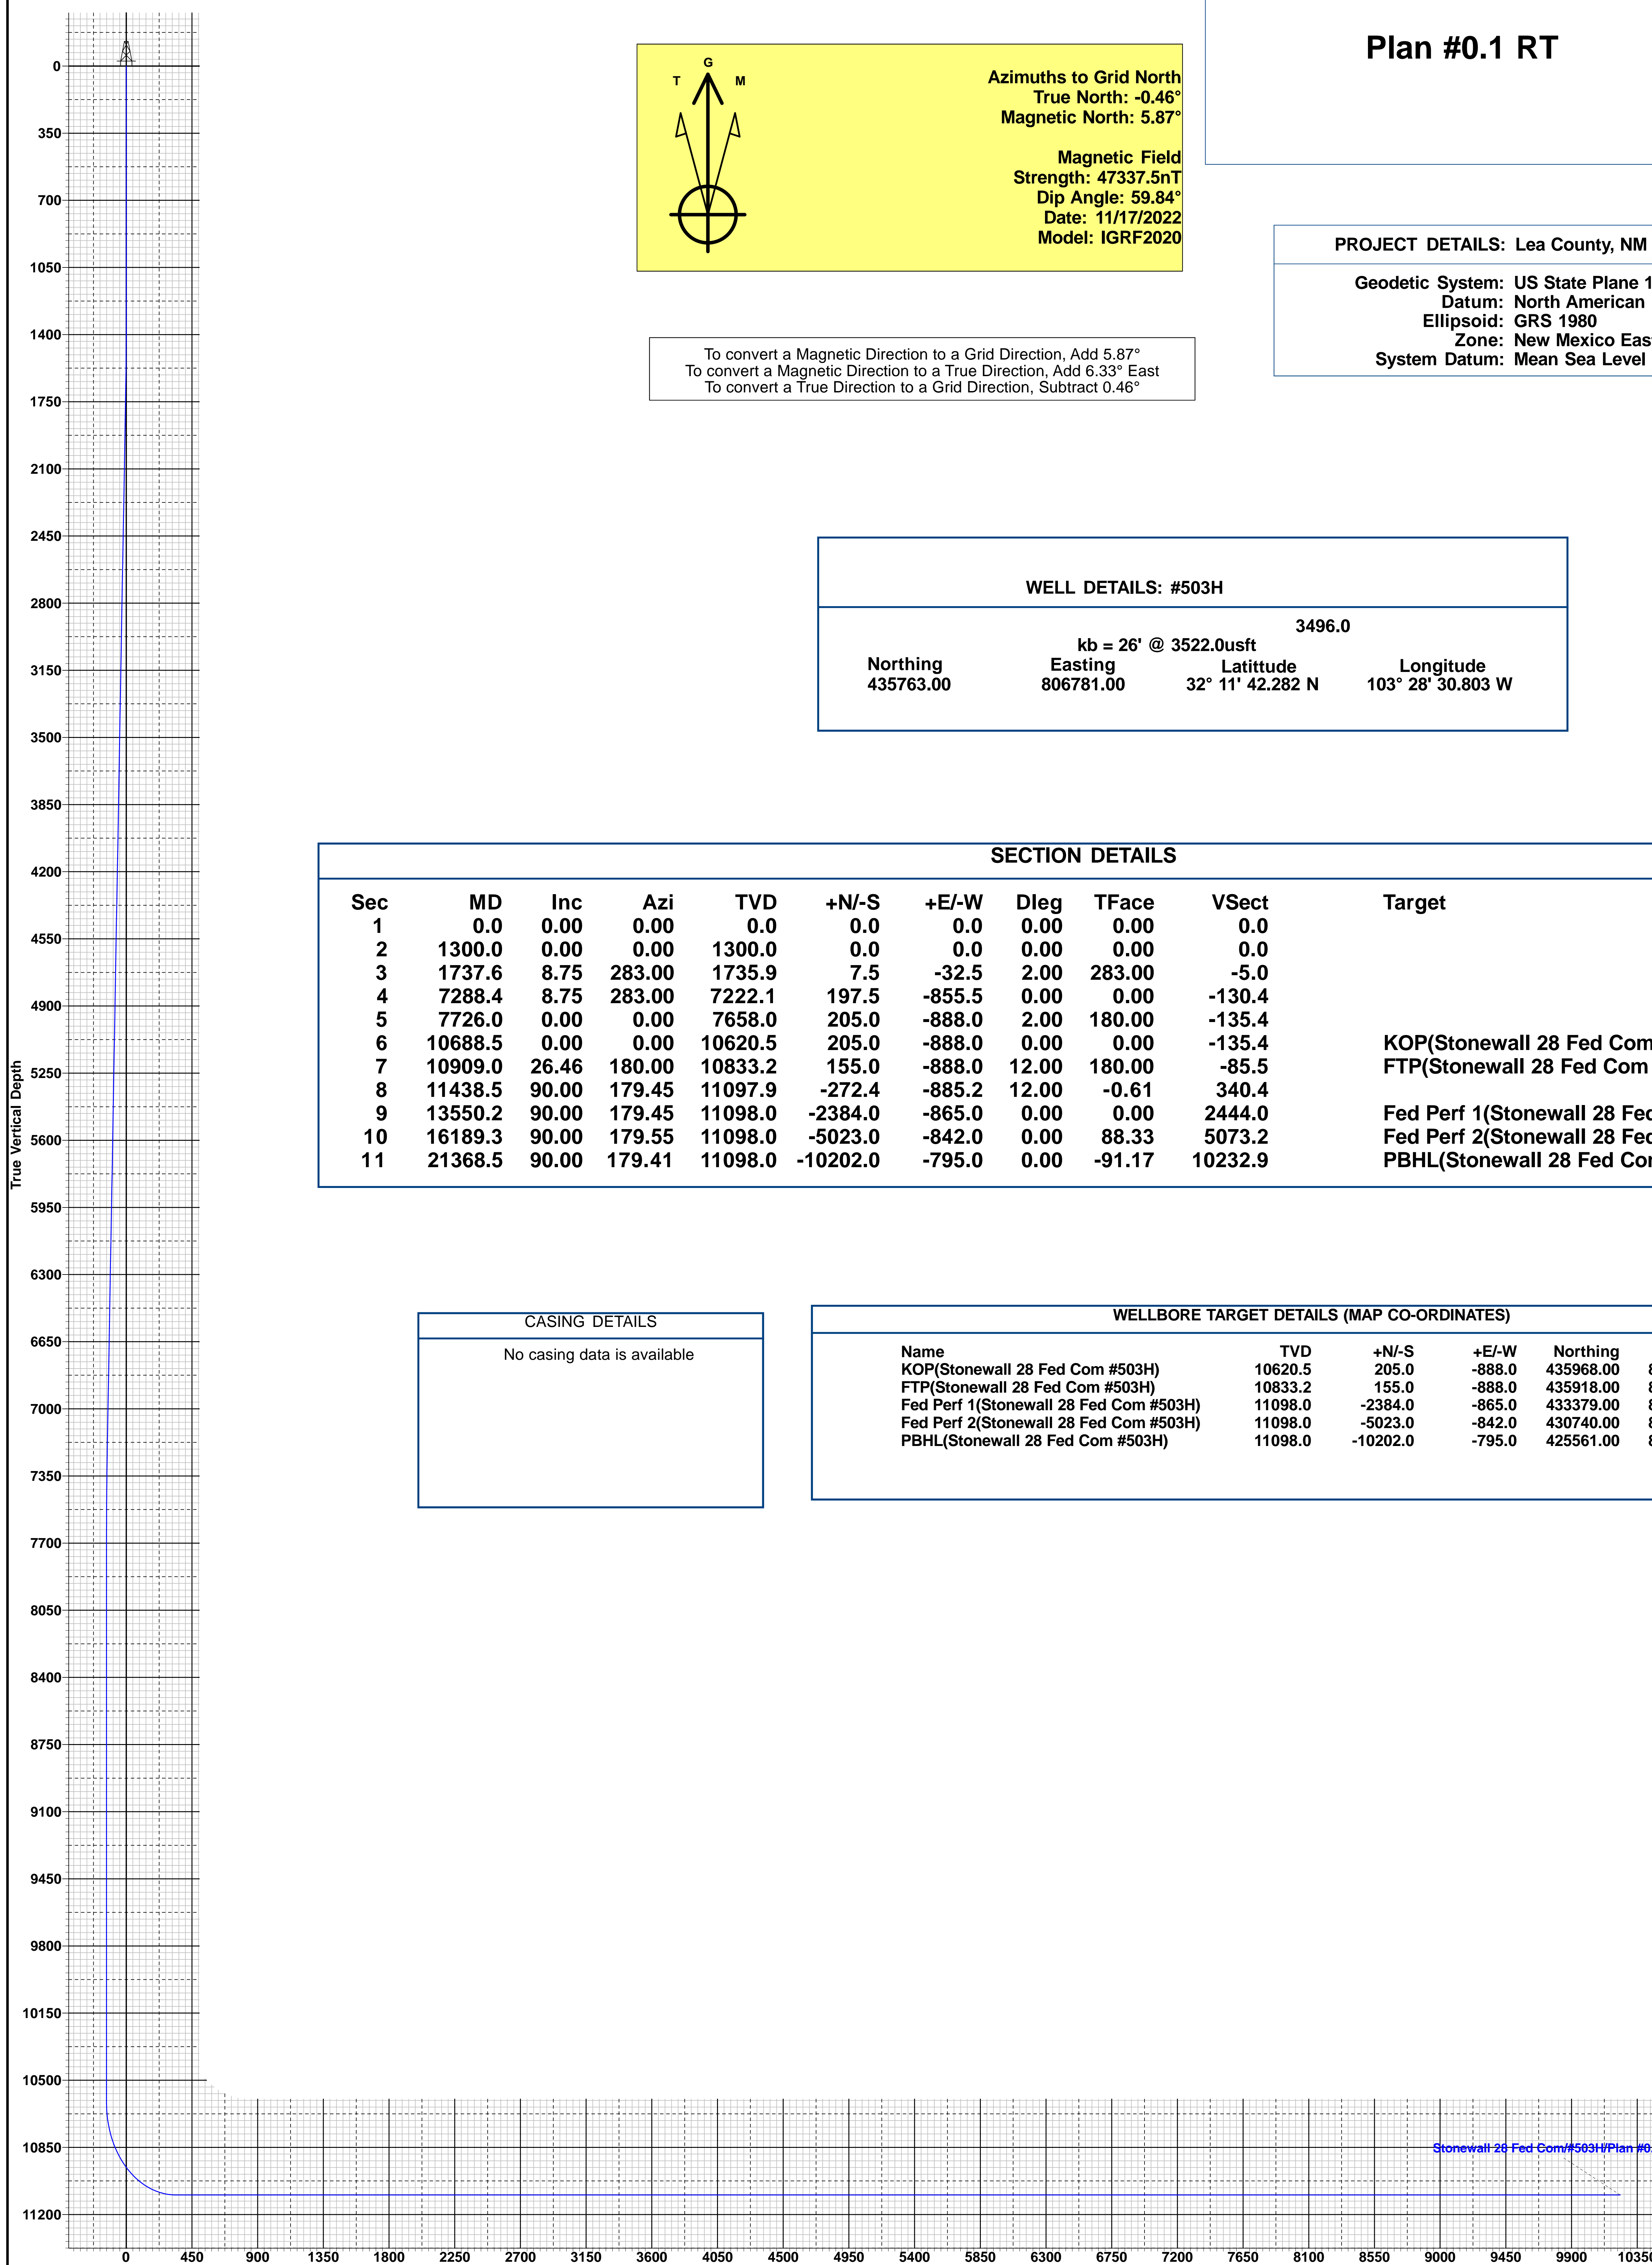 Plan #0.1 RT
G
T M
Azimuths to Grid North
True North: -0.46°
Magnetic North: 5.87°
Magnetic Field
Strength: 47337.5nT
Dip Angle: 59.84°
Date: 11/17/2022
Model: IGRF2020
To convert a Magnetic Direction to a Grid Direction, Add 5.87°
To convert a Magnetic Direction to a True Direction, Add 6.33° East
To convert a True Direction to a Grid Direction, Subtract 0.46°
PROJECT DETAILS: Lea County, NM
Geodetic System: US State Plane 1
Datum: North American
Ellipsoid: GRS 1980
Zone: New Mexico Eas
System Datum: Mean Sea Level
WELL DETAILS: #503H
3496.0
kb = 26' @ 3522.0usft
Northing Easting Latittude Longitude
435763.00 806781.00 32° 11' 42.282 N 103° 28' 30.803 W
SECTION DETAILS
Sec MD Inc Azi TVD +N/-S +E/-W Dleg TFace VSect Target
1 0.0 0.00 0.00 0.0 0.0 0.0 0.00 0.00 0.0
2 1300.0 0.00 0.00 1300.0 0.0 0.0 0.00 0.00 0.0
3 1737.6 8.75 283.00 1735.9 7.5 -32.5 2.00 283.00 -5.0
4 7288.4 8.75 283.00 7222.1 197.5 -855.5 0.00 0.00 -130.4
5 7726.0 0.00 0.00 7658.0 205.0 -888.0 2.00 180.00 -135.4
6 10688.5 0.00 0.00 10620.5 205.0 -888.0 0.00 0.00 -135.4 KOP(Stonewall 28 Fed Com
7 10909.0 26.46 180.00 10833.2 155.0 -888.0 12.00 180.00 -85.5 FTP(Stonewall 28 Fed Com
8 11438.5 90.00 179.45 11097.9 -272.4 -885.2 12.00 -0.61 340.4
9 13550.2 90.00 179.45 11098.0 -2384.0 -865.0 0.00 0.00 2444.0 Fed Perf 1(Stonewall 28 Fed
10 16189.3 90.00 179.55 11098.0 -5023.0 -842.0 0.00 88.33 5073.2 Fed Perf 2(Stonewall 28 Fed
11 21368.5 90.00 179.41 11098.0 -10202.0 -795.0 0.00 -91.17 10232.9 PBHL(Stonewall 28 Fed Co
CASING DETAILS
No casing data is available
WELLBORE TARGET DETAILS (MAP CO-ORDINATES)
Name TVD +N/-S +E/-W Northing
KOP(Stonewall 28 Fed Com #503H) 10620.5 205.0 -888.0 435968.00
FTP(Stonewall 28 Fed Com #503H) 10833.2 155.0 -888.0 435918.00
Fed Perf 1(Stonewall 28 Fed Com #503H) 11098.0 -2384.0 -865.0 433379.00
Fed Perf 2(Stonewall 28 Fed Com #503H) 11098.0 -5023.0 -842.0 430740.00
PBHL(Stonewall 28 Fed Com #503H) 11098.0 -10202.0 -795.0 425561.00
True Vertical Depth
0
350
700
1050
1400
1750
2100
2450
2800
3150
3500
3850
4200
4550
4900
5250
5600
5950
6300
6650
7000
7350
7700
8050
8400
8750
9100
9450
9800
10150
10500
10850
11200
Stonewall 28 Fed Com/#503H/Plan #0
0 450 900 1350 1800 2250 2700 3150 3600 4050 4500 4950 5400 5850 6300 6750 7200 7650 8100 8550 9000 9450 9900 1035